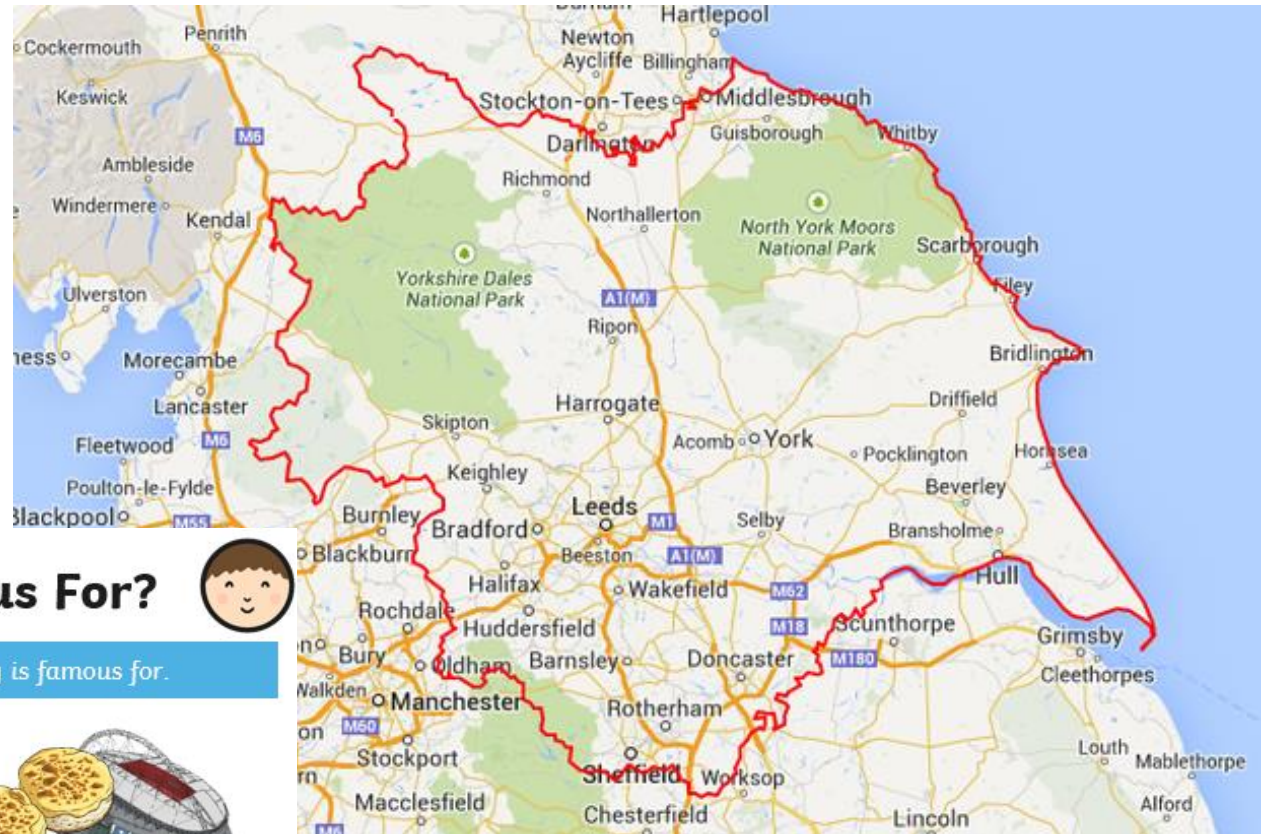 Hartlepool
Penrith
Newton
Aycliffe
Billingham
Cockermouth
Keswick
Stockton-on-Tees
Middlesbrough
M6
Guisborough
Whitby
Darlington
Ambleside
Richmond
Windermere
Kendal
Northallerton
North York Moors
National Park
Scarborough
Yorkshire Dales
National Park
Ulverston
A1(M)
Filey
Ripon
ness
Morecambe
Bridlington
Lancaster
Harrogate
Driffield
Skipton
M6
Acomb
York
Fleetwood
Pocklington
Hornsea
Keighley
Poulton-le-Fylde
Beverley
Leeds
Blackpool
M55
Burnley
Bradford
M1
Selby
Bransholme
Blackburn
Beeston
A1(M)
Halifax
Wakefield
M62
Hull
us For?
Rochdale
Huddersfield
M18
Scunthorpe
Grimsby
Bury
Oldham
Barnsley
Doncaster
M180
Cleethorpes
is famous for.
Walkden
Manchester
Rotherham
on
M60
Stockport
Sheffield
Worksop
Louth
Mablethorpe
Macclesfield
Chesterfield
Lincoln
Alford
M6